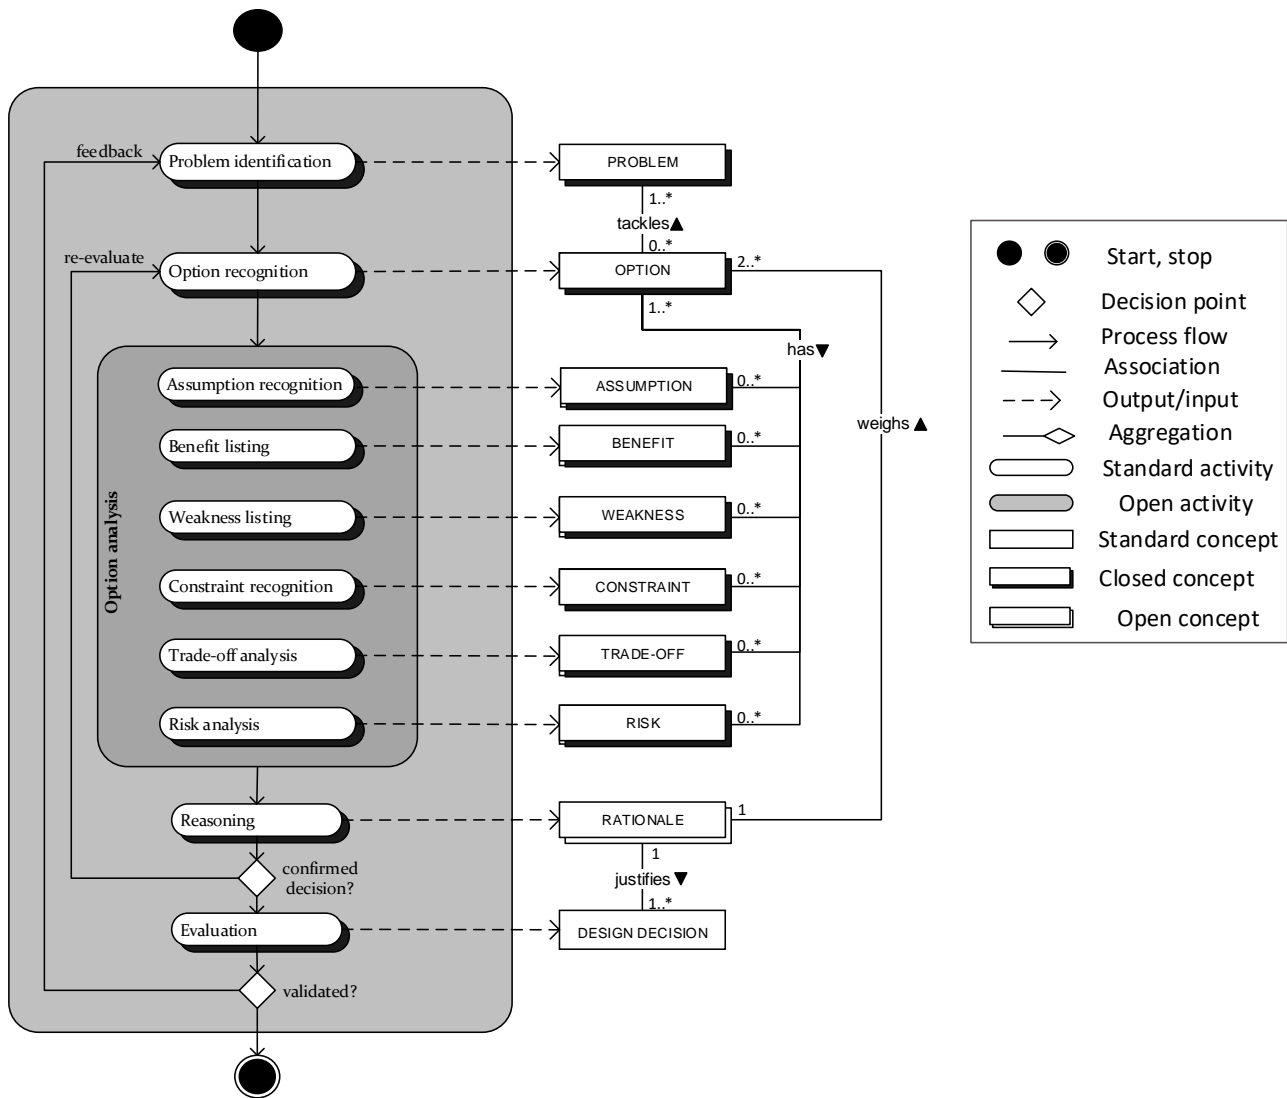 feedback
Problem identification
PROBLEM
1..*
tackles▲
0..*
re-evaluate
Option recognition
OPTION
2..*
1..*
has▼
weighs ▲
Option analysis
Assumption recognition
ASSUMPTION
0..*
Benefit listing
BENEFIT
0..*
Weakness listing
WEAKNESS
0..*
Constraint recognition
CONSTRAINT
0..*
Trade-off analysis
TRADE-OFF
0..*
Risk analysis
RISK
0..*
Reasoning
RATIONALE
1
1
justifies ▼
1..*
confirmed
decision?
Evaluation
DESIGN DECISION
validated?
Start, stop
Decision point
Process flow
Association
Output/input
Aggregation
Standard activity
Open activity
Standard concept
Closed concept
Open concept